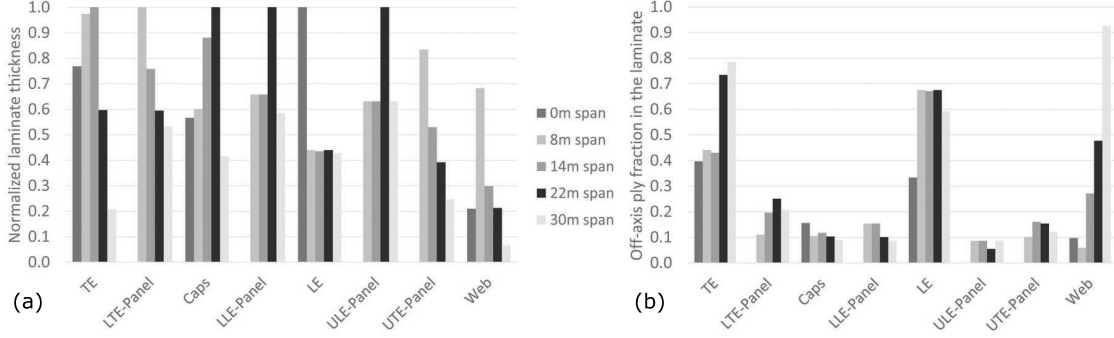 Normalized laminate thickness
1.0
0.9
0.8
0.7
0.6
0.5
0.4
0.3
0.2
0.1
0.0
TE
LTE-Panel
Caps
LLE-Panel
LE
ULE-Panel
UTE-Panel
Web
(a)
0m span
8m span
14m span
22m span
30m span
Off-axis ply fraction in the laminate
1.0
0.9
0.8
0.7
0.6
0.5
0.4
0.3
0.2
0.1
0.0
TE
LTE-Panel
Caps
LLE-Panel
LE
ULE-Panel
UTE-Panel
Web
(b)